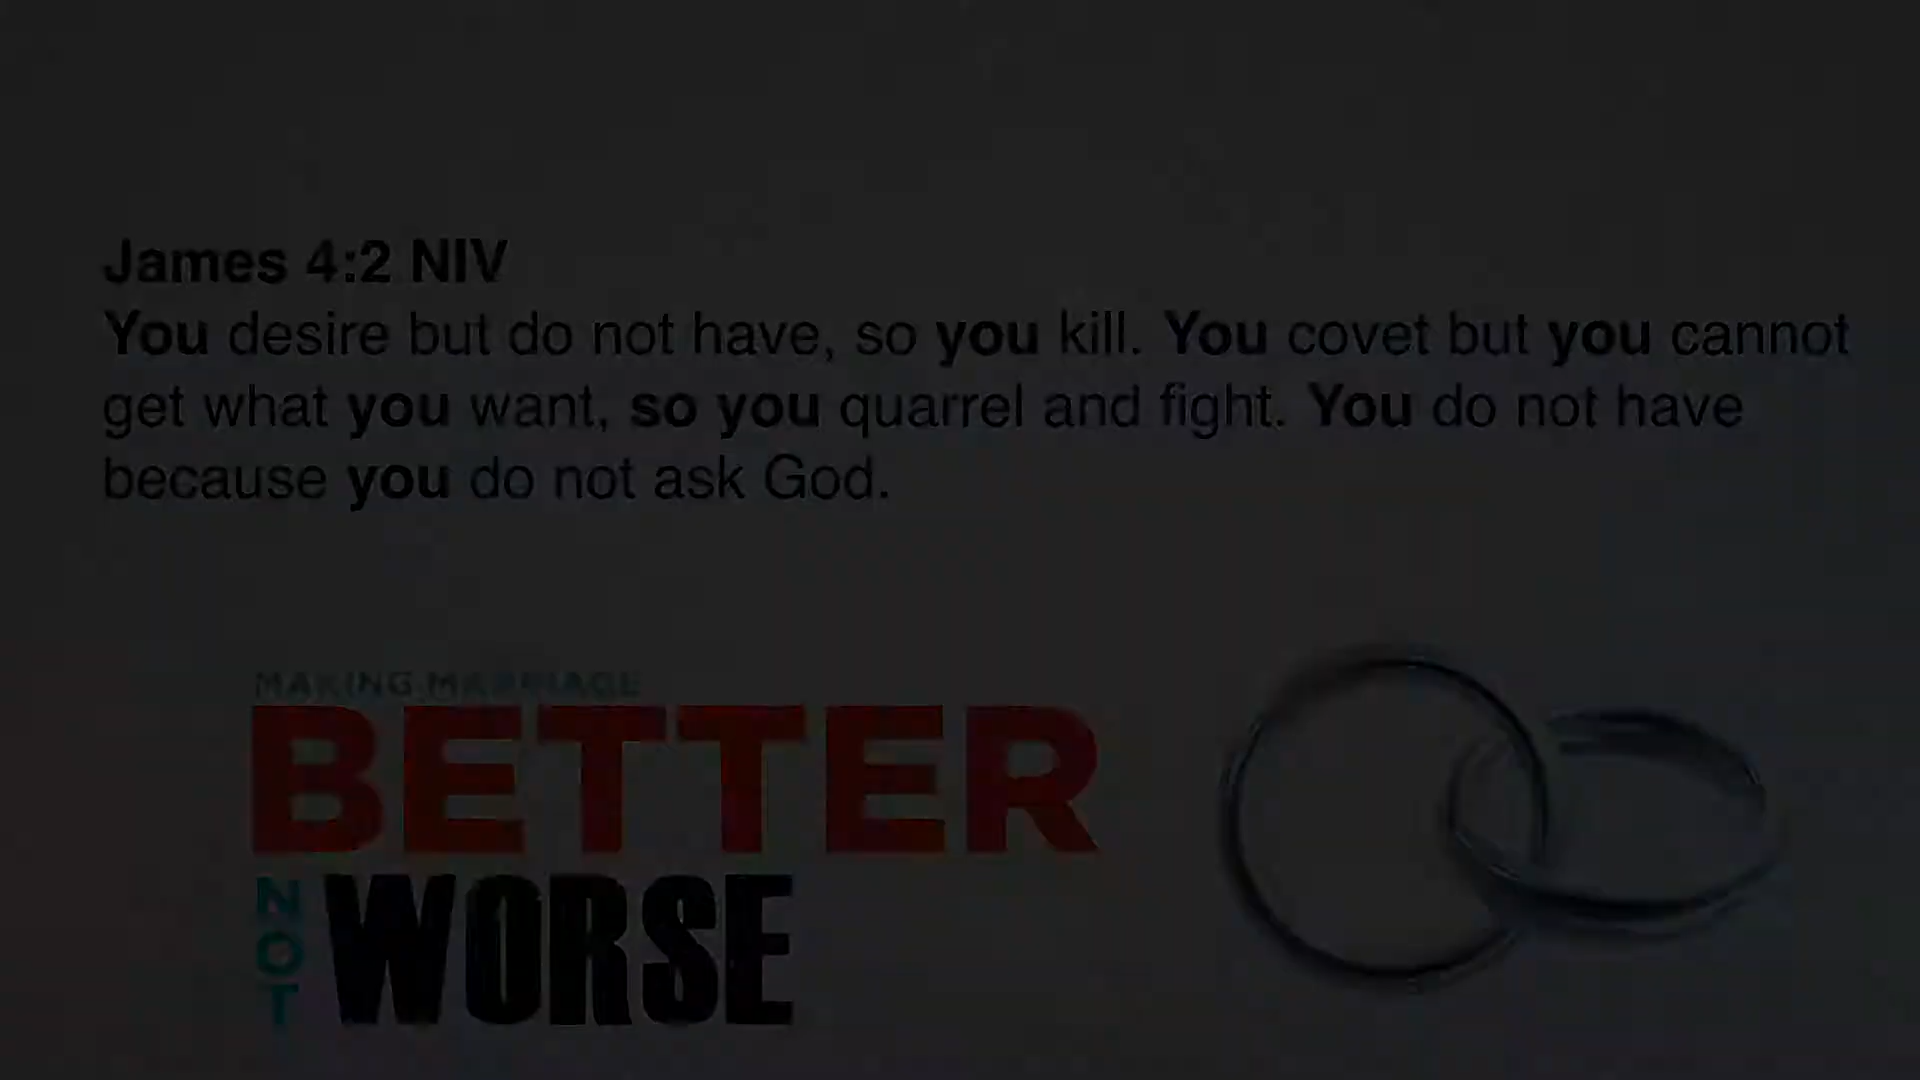 James 4:2 NIV
You desire but do not have, so you kill. You covet but you cannot
get what you want, so you quarrel and fight. You do not have
because you do not ask God.
MAKING MARRIAGE
BETTER
NOT
WORSE